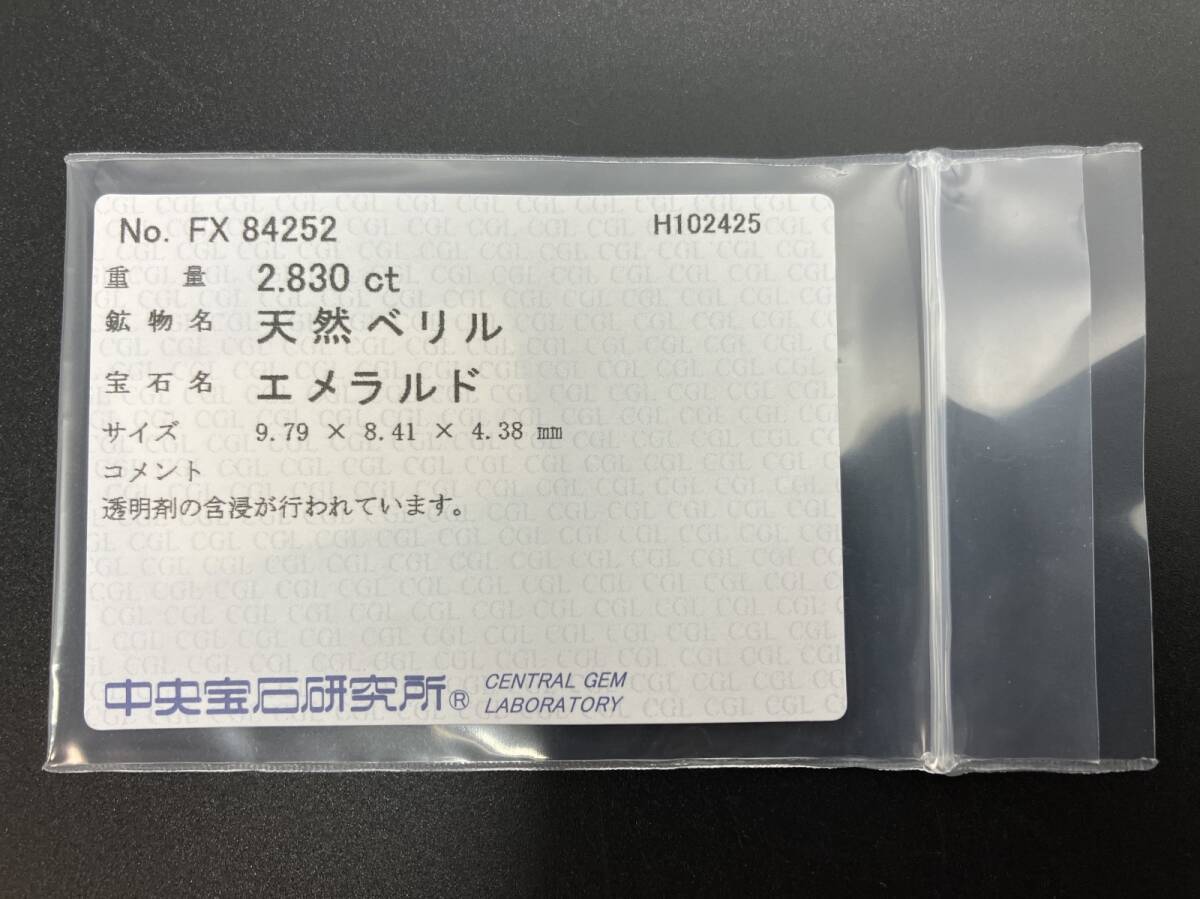 No. FX 84252 H102425
重量 2.830 ct
鉱物名 天然ベリル
宝石名 エメラルド
サイズ 9.79 × 8.41 × 4.38 ㎜
コメント
透明剤の含浸が行われています。
中央宝石研究所® CENTRAL GEM
LABORATORY